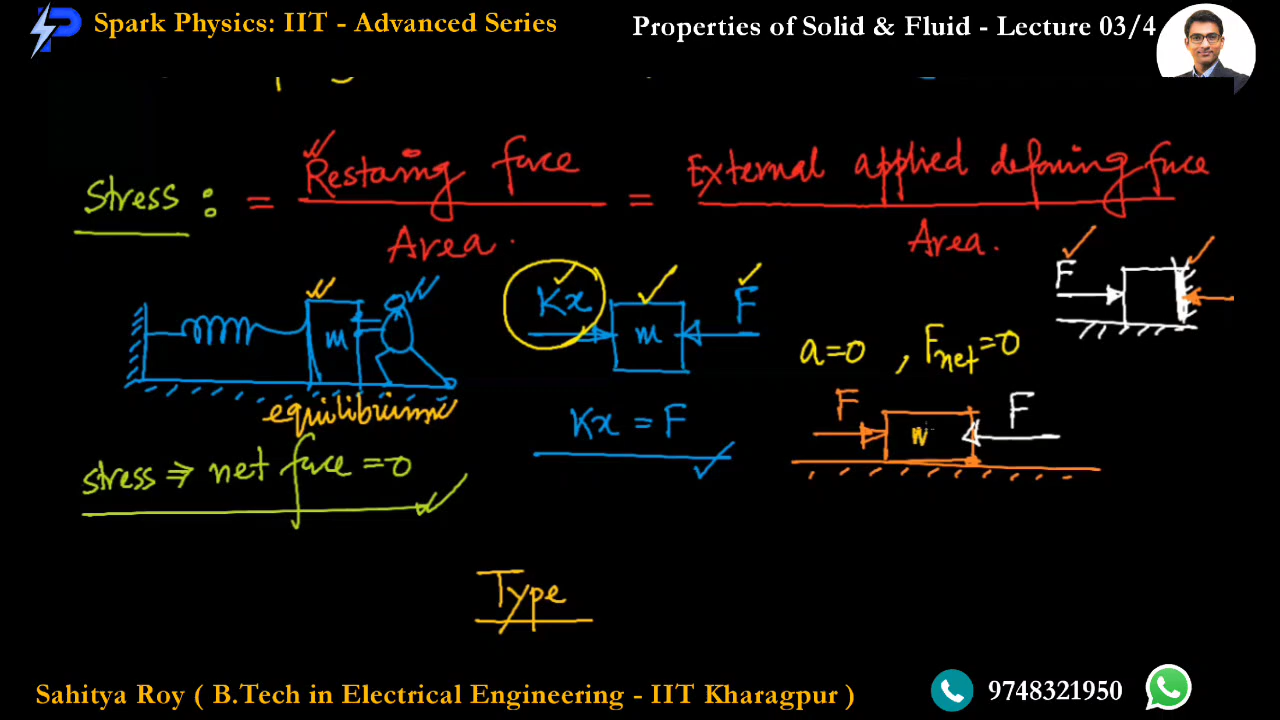 Spark Physics: IIT - Advanced Series
Properties of Solid & Fluid - Lecture 03/4
Stress : = Restoring force / Area. = External applied deforming force / Area.
m
Kx
m
F
F
a=0 , Fnet=0
equilibrium
Kx = F
F
F
stress ⇒ net force = 0
Type
Sahitya Roy ( B.Tech in Electrical Engineering - IIT Kharagpur )
9748321950